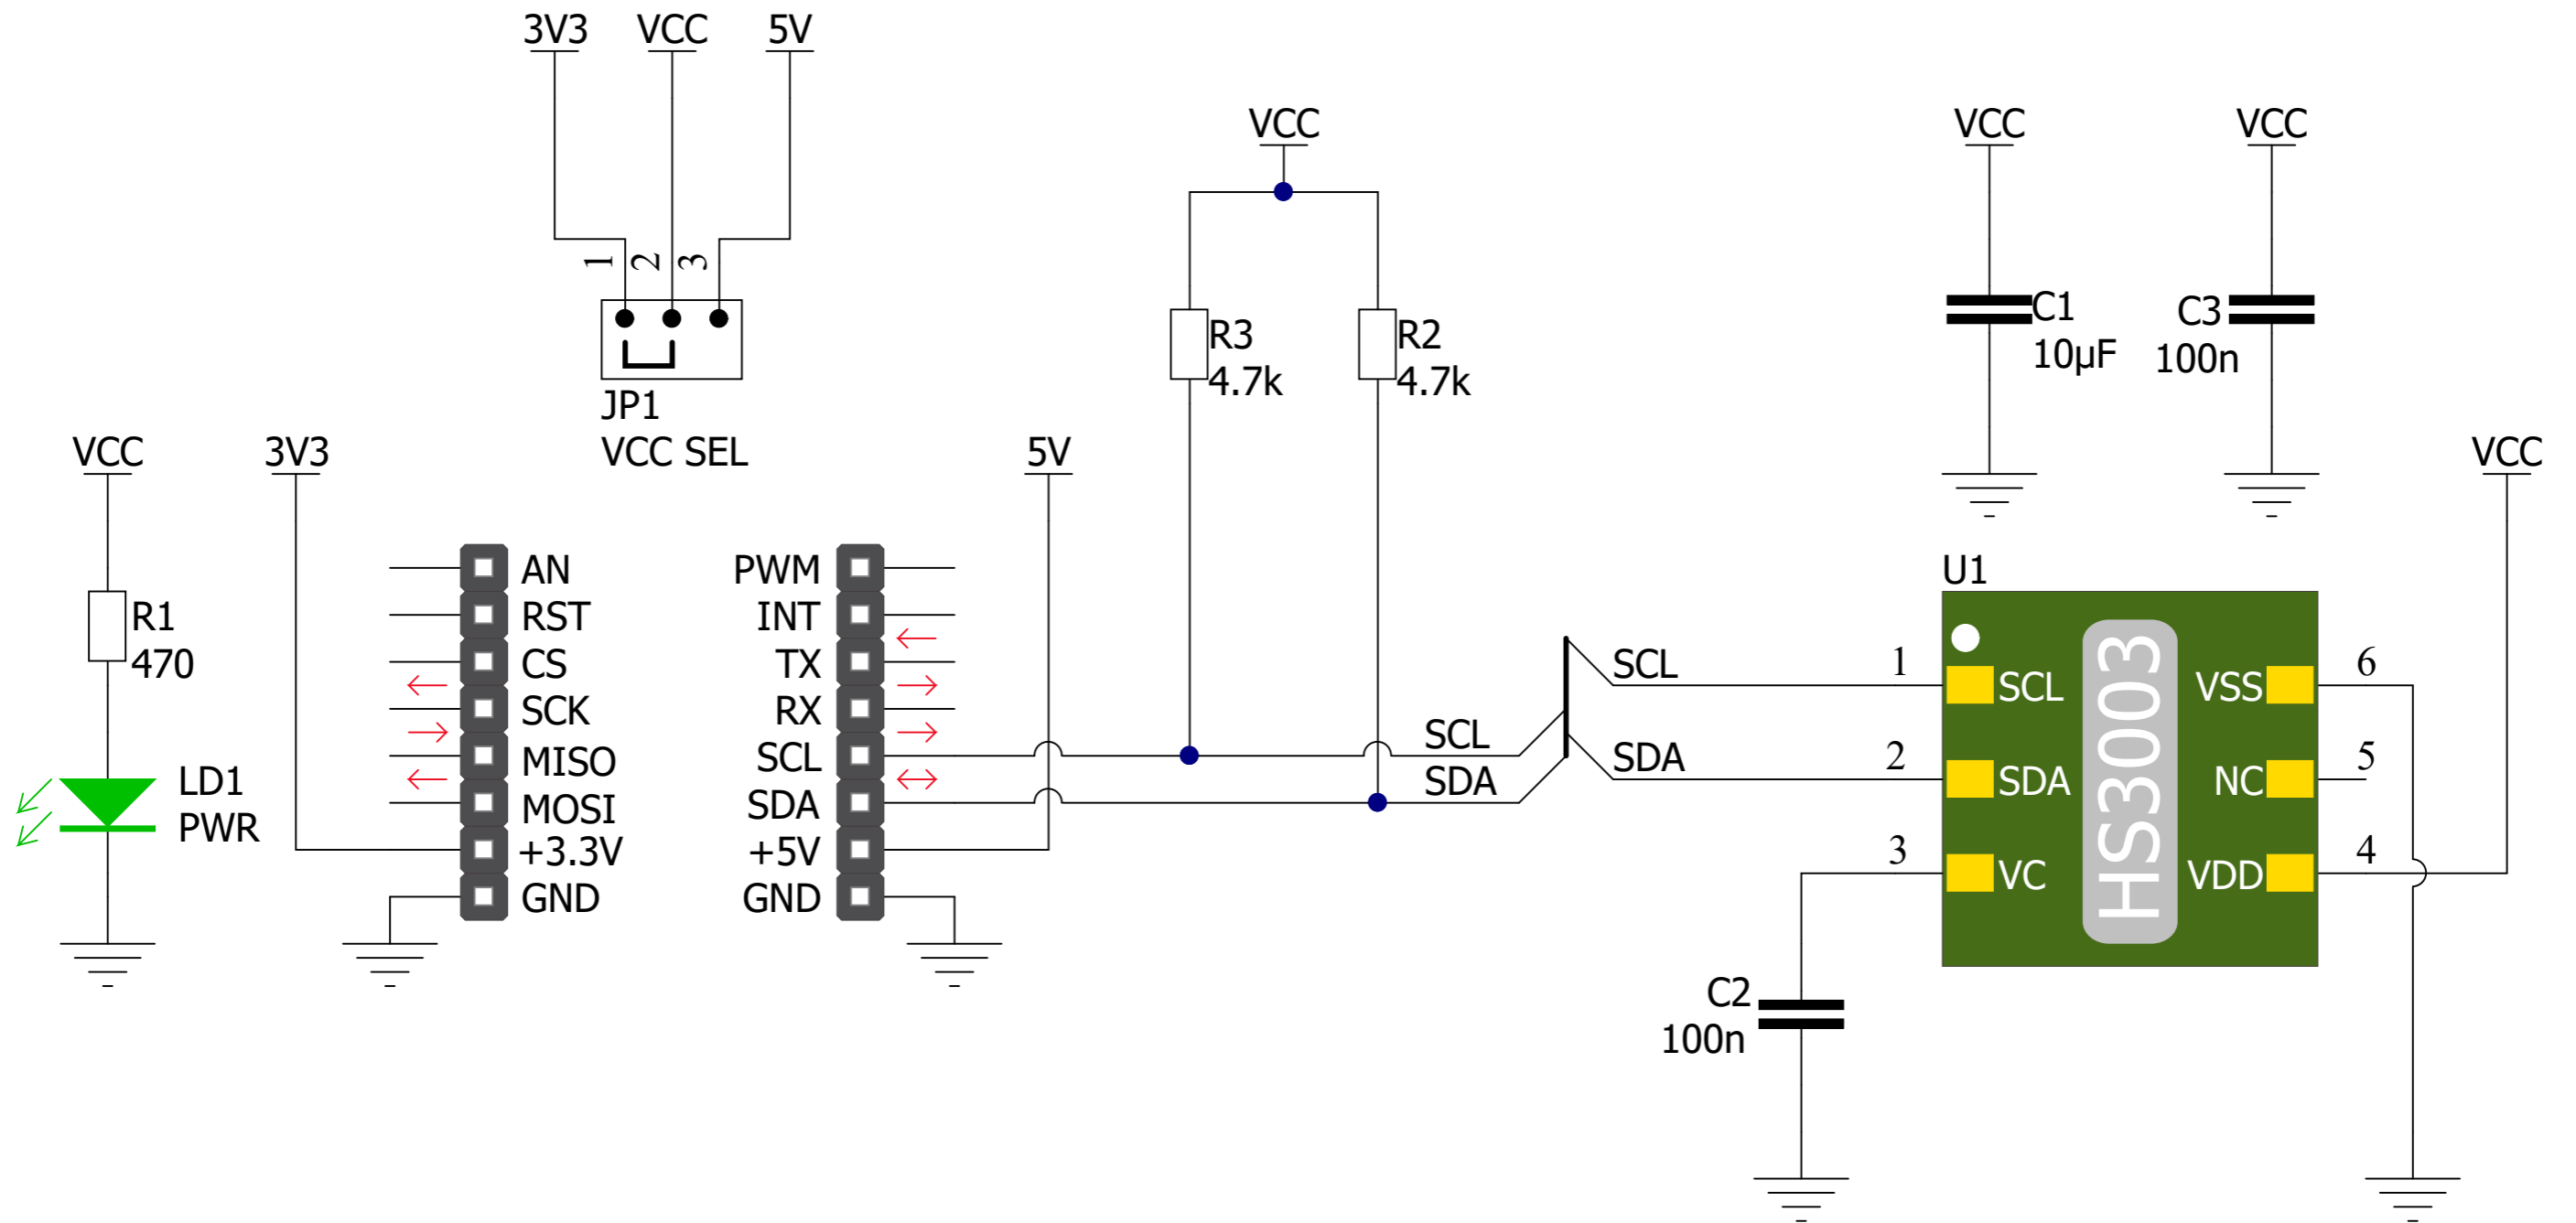 3V3
VCC
5V
1
2
3
JP1
VCC SEL
VCC
R3
4.7k
R2
4.7k
VCC
C1
10µF
VCC
C3
100n
VCC
R1
470
LD1
PWR
3V3
AN
RST
CS
SCK
MISO
MOSI
+3.3V
GND
PWM
INT
TX
RX
SCL
SDA
+5V
GND
5V
SCL
SDA
SCL
SDA
U1
1
2
3
SCL
SDA
VC
HS3003
VSS
NC
VDD
6
5
4
VCC
C2
100n